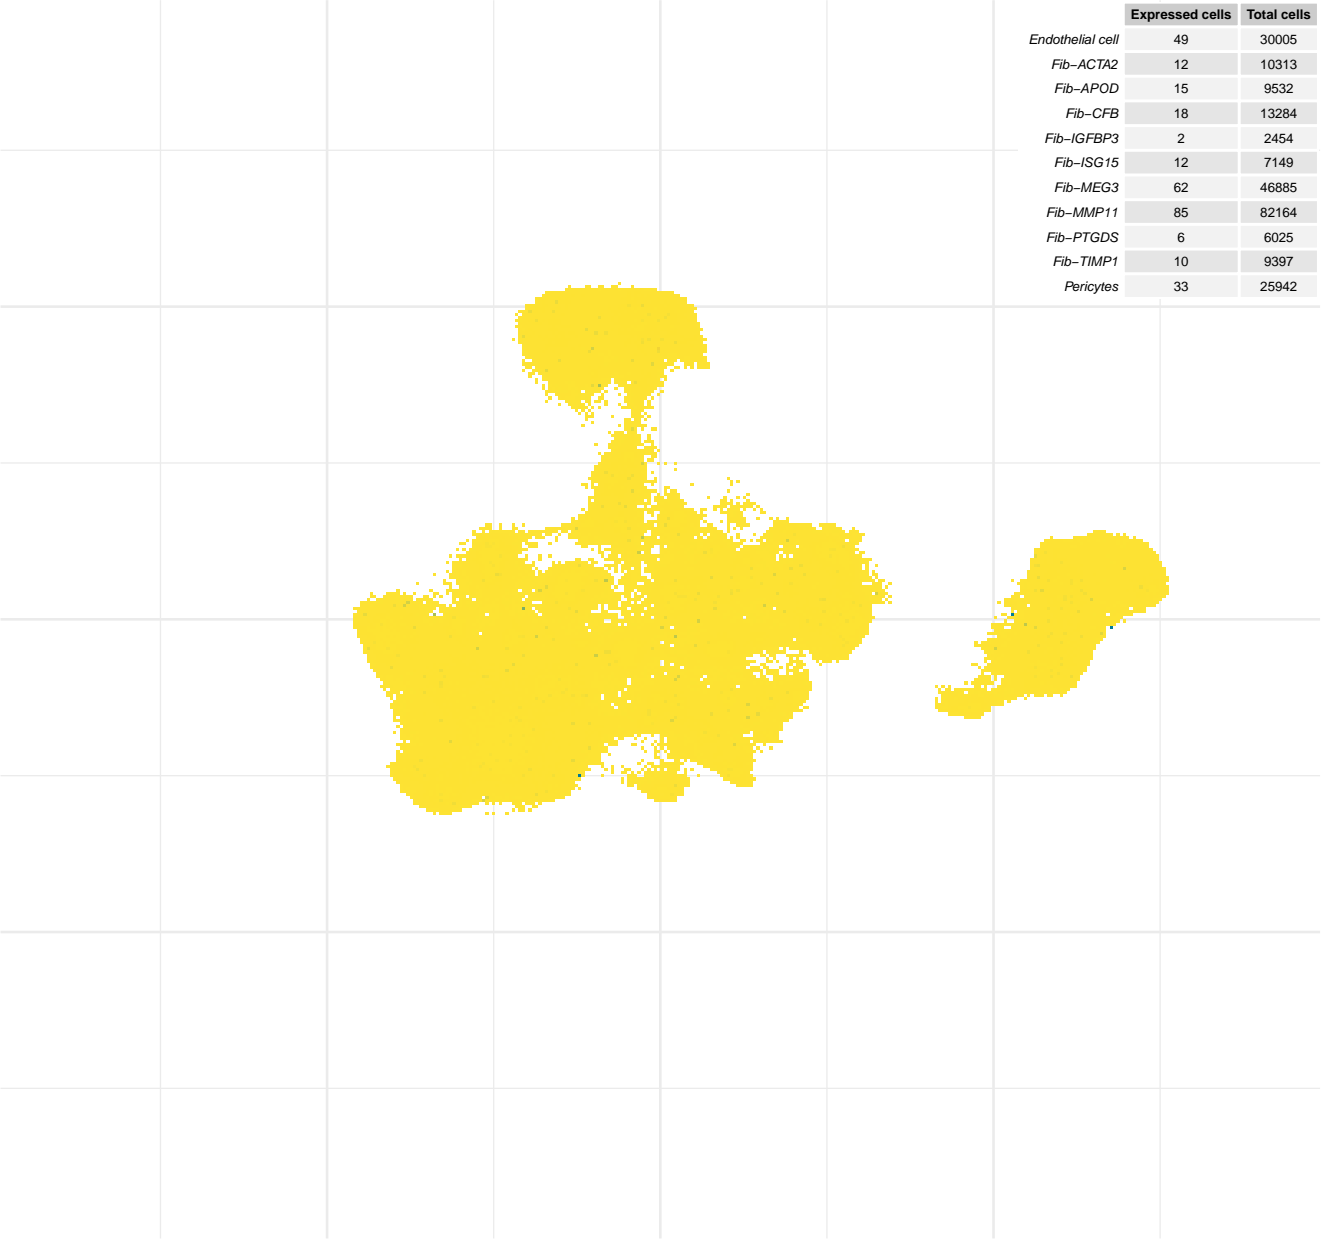 Expressed cells Total cells
Endothelial cell 49 30005
Fib−ACTA2 12 10313
Fib−APOD 15 9532
Fib−CFB 18 13284
Fib−IGFBP3 2 2454
Fib−ISG15 12 7149
Fib−MEG3 62 46885
Fib−MMP11 85 82164
Fib−PTGDS 6 6025
Fib−TIMP1 10 9397
Pericytes 33 25942